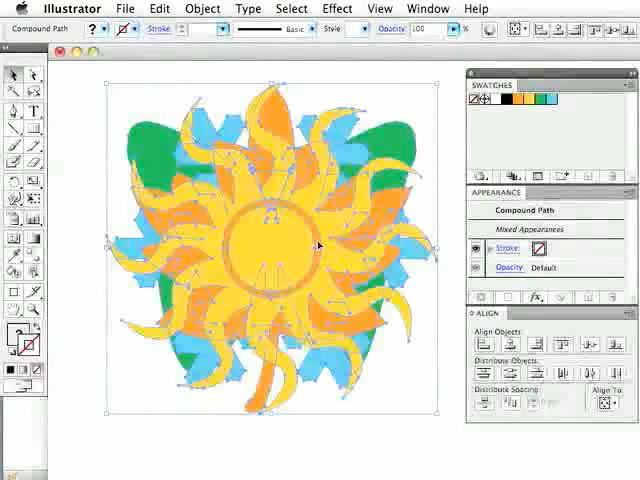 Illustrator File Edit Object Type Select Effect View Window Help
Compound Path ? Stroke: Basic Style: Opacity: 100 %
SWATCHES
APPEARANCE
Compound Path
Mixed Appearances
Stroke:
Opacity: Default
fx
ALIGN
Align Objects:
Distribute Objects:
Distribute Spacing:
Align To:
T
?